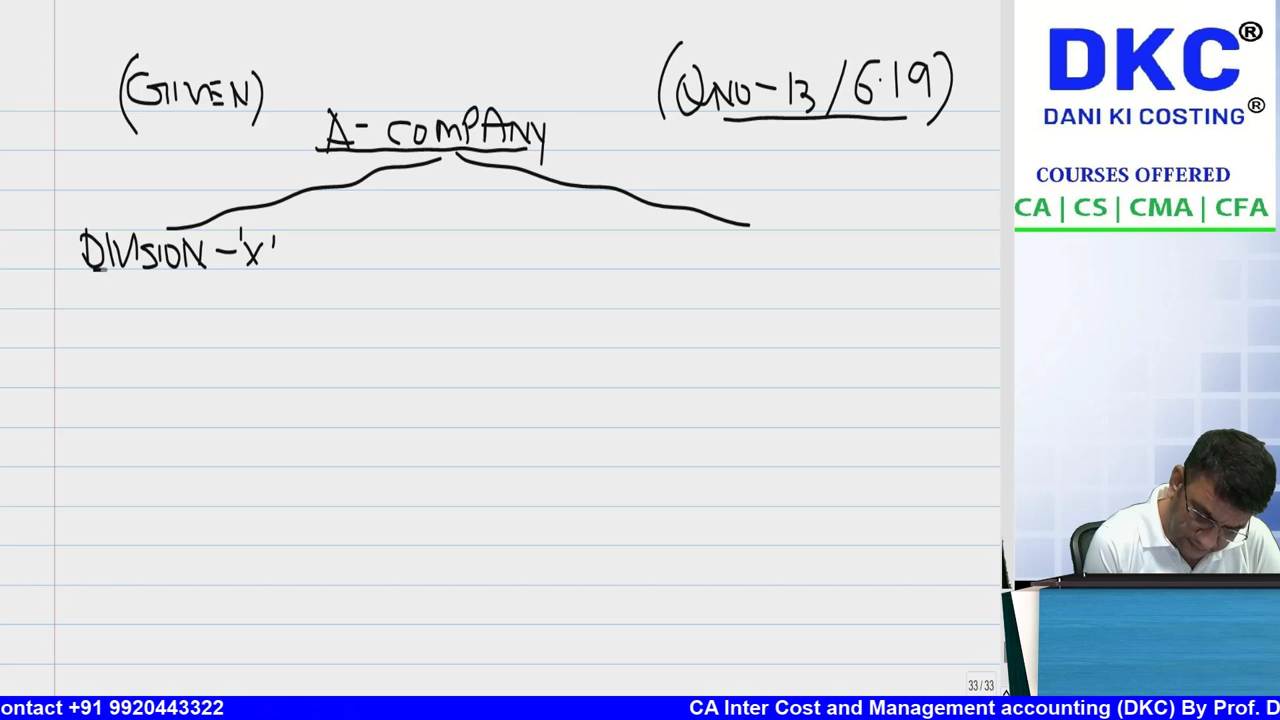 (GIVEN)
(QNO-13/6.19)
A-COMPANY
DIVISION-'X'
33/33
DKC®
DANI KI COSTING®
COURSES OFFERED
CA | CS | CMA | CFA
ontact +91 9920443322
CA Inter Cost and Management accounting (DKC) By Prof. D